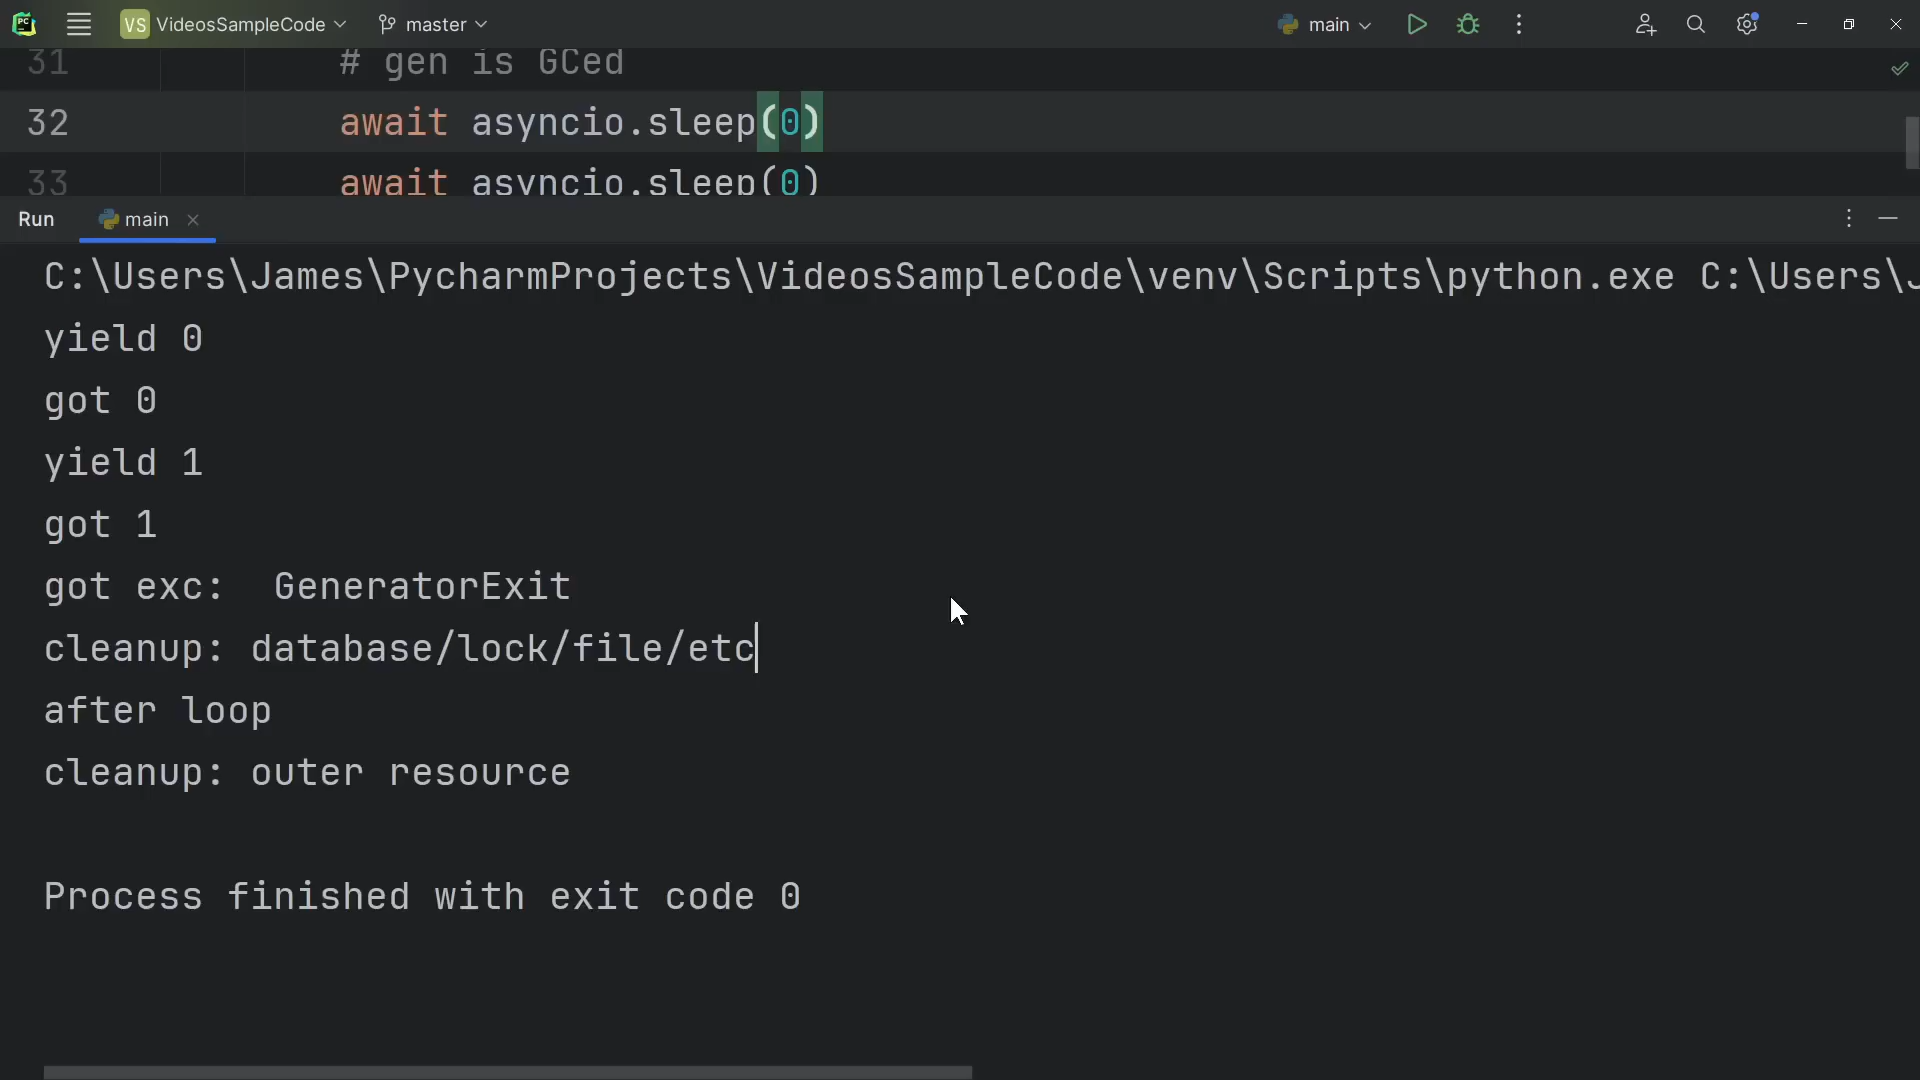 PC
VS VideosSampleCode master main
31 # gen is GCed
32 await asyncio.sleep(0)
33 await asyncio.sleep(0)
Run main
C:\Users\James\PycharmProjects\VideosSampleCode\venv\Scripts\python.exe C:\Users\J
yield 0
got 0
yield 1
got 1
got exc:  GeneratorExit
cleanup: database/lock/file/etc
after loop
cleanup: outer resource
Process finished with exit code 0